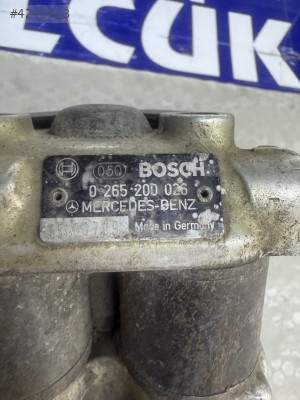 ECÜK
(050) BOSCH
0 265 200 026
MERCEDES-BENZ
Made in Germany